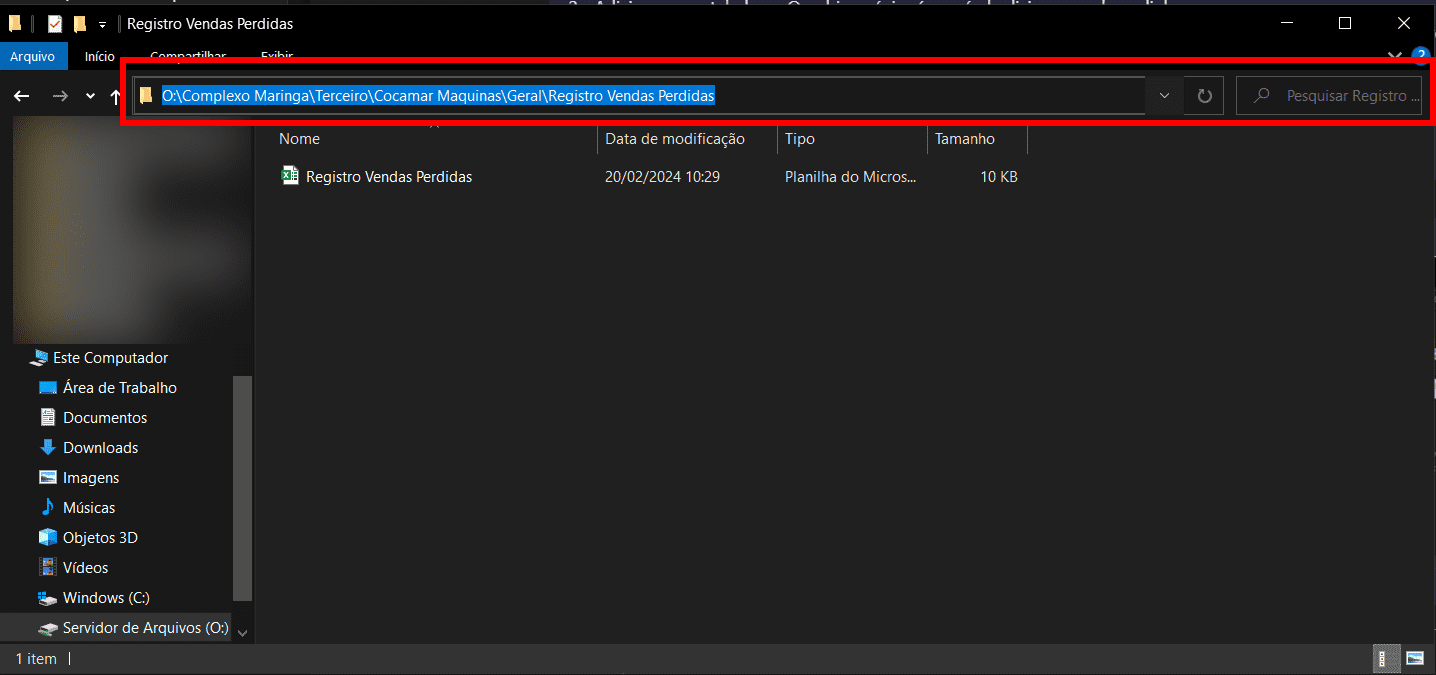 Registro Vendas Perdidas
Arquivo Início Compartilhar Exibir
O:\Complexo Maringa\Terceiro\Cocamar Maquinas\Geral\Registro Vendas Perdidas
Pesquisar Registro ...
Nome Data de modificação Tipo Tamanho
Registro Vendas Perdidas 20/02/2024 10:29 Planilha do Micros... 10 KB
Este Computador
Área de Trabalho
Documentos
Downloads
Imagens
Músicas
Objetos 3D
Vídeos
Windows (C:)
Servidor de Arquivos (O:)
1 item